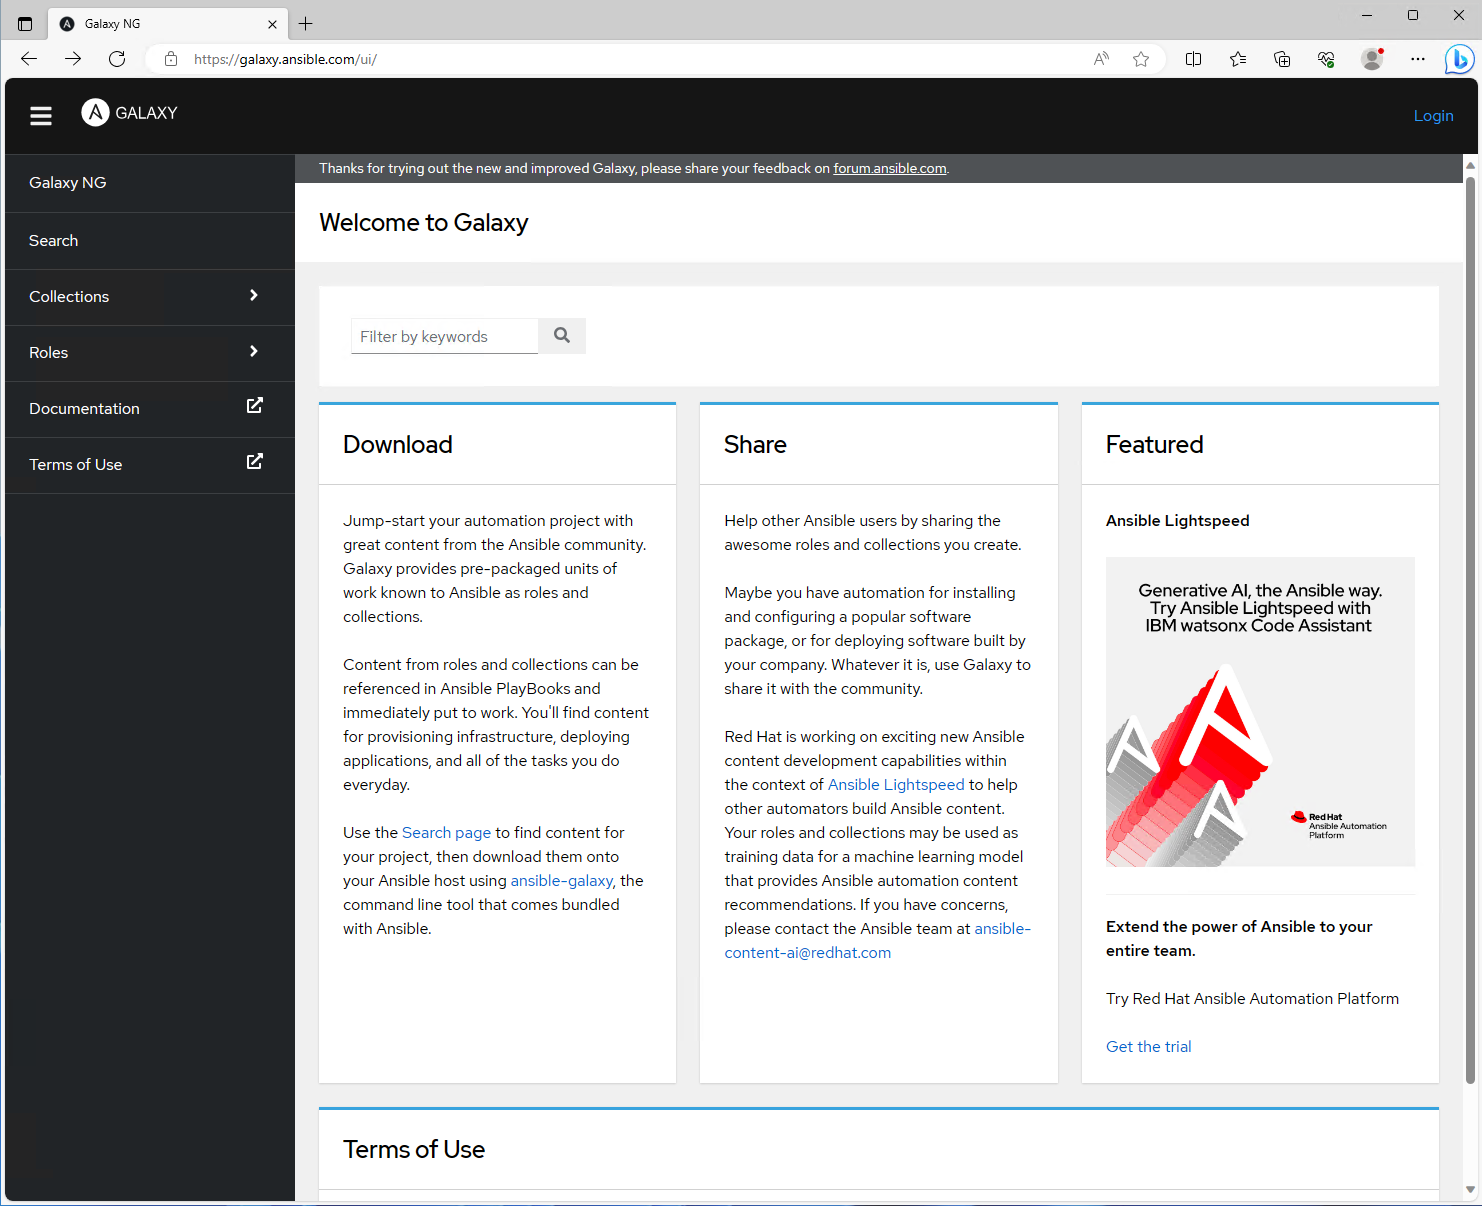 Galaxy NG
https://galaxy.ansible.com/ui/
A GALAXY
Login
Galaxy NG
Search
Collections
Roles
Documentation
Terms of Use
Thanks for trying out the new and improved Galaxy, please share your feedback on forum.ansible.com.
Welcome to Galaxy
Filter by keywords
Download
Jump-start your automation project with
great content from the Ansible community.
Galaxy provides pre-packaged units of
work known to Ansible as roles and
collections.
Content from roles and collections can be
referenced in Ansible PlayBooks and
immediately put to work. You'll find content
for provisioning infrastructure, deploying
applications, and all of the tasks you do
everyday.
Use the Search page to find content for
your project, then download them onto
your Ansible host using ansible-galaxy, the
command line tool that comes bundled
with Ansible.
Share
Help other Ansible users by sharing the
awesome roles and collections you create.
Maybe you have automation for installing
and configuring a popular software
package, or for deploying software built by
your company. Whatever it is, use Galaxy to
share it with the community.
Red Hat is working on exciting new Ansible
content development capabilities within
the context of Ansible Lightspeed to help
other automators build Ansible content.
Your roles and collections may be used as
training data for a machine learning model
that provides Ansible automation content
recommendations. If you have concerns,
please contact the Ansible team at ansible-
content-ai@redhat.com
Featured
Ansible Lightspeed
Generative AI, the Ansible way.
Try Ansible Lightspeed with
IBM watsonx Code Assistant
Red Hat
Ansible Automation
Platform
Extend the power of Ansible to your
entire team.
Try Red Hat Ansible Automation Platform
Get the trial
Terms of Use